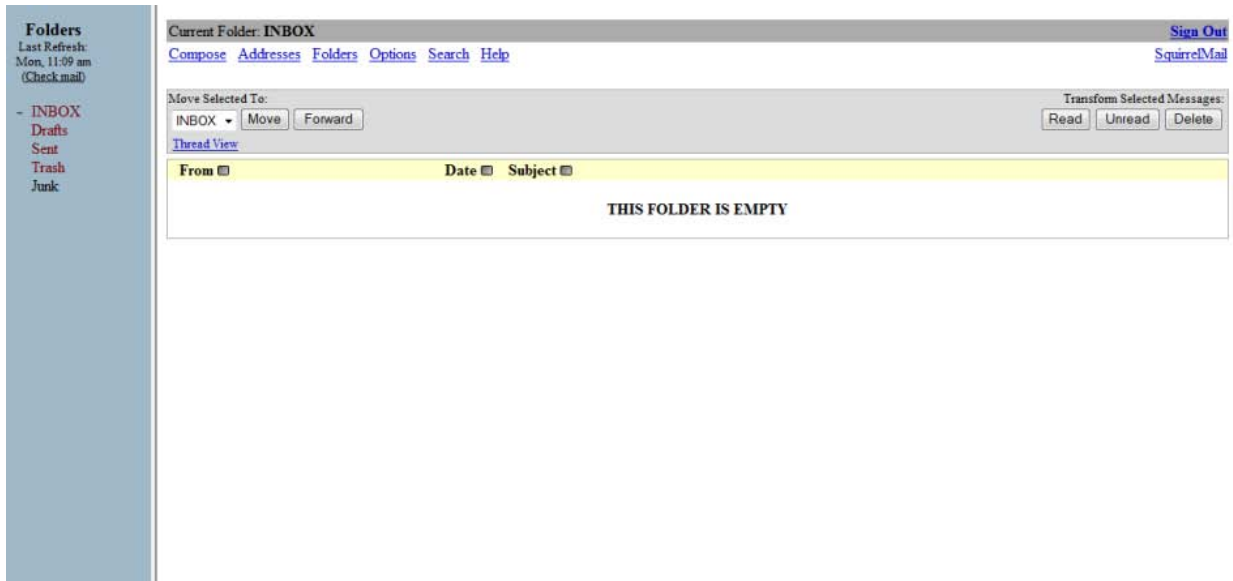 Folders
Last Refresh:
Mon, 11:09 am
(Check mail)
- INBOX
Drafts
Sent
Trash
Junk
Current Folder: INBOX Sign Out
Compose Addresses Folders Options Search Help SquirrelMail
Move Selected To: Transform Selected Messages:
INBOX Move Forward Read Unread Delete
Thread View
From Date Subject
THIS FOLDER IS EMPTY